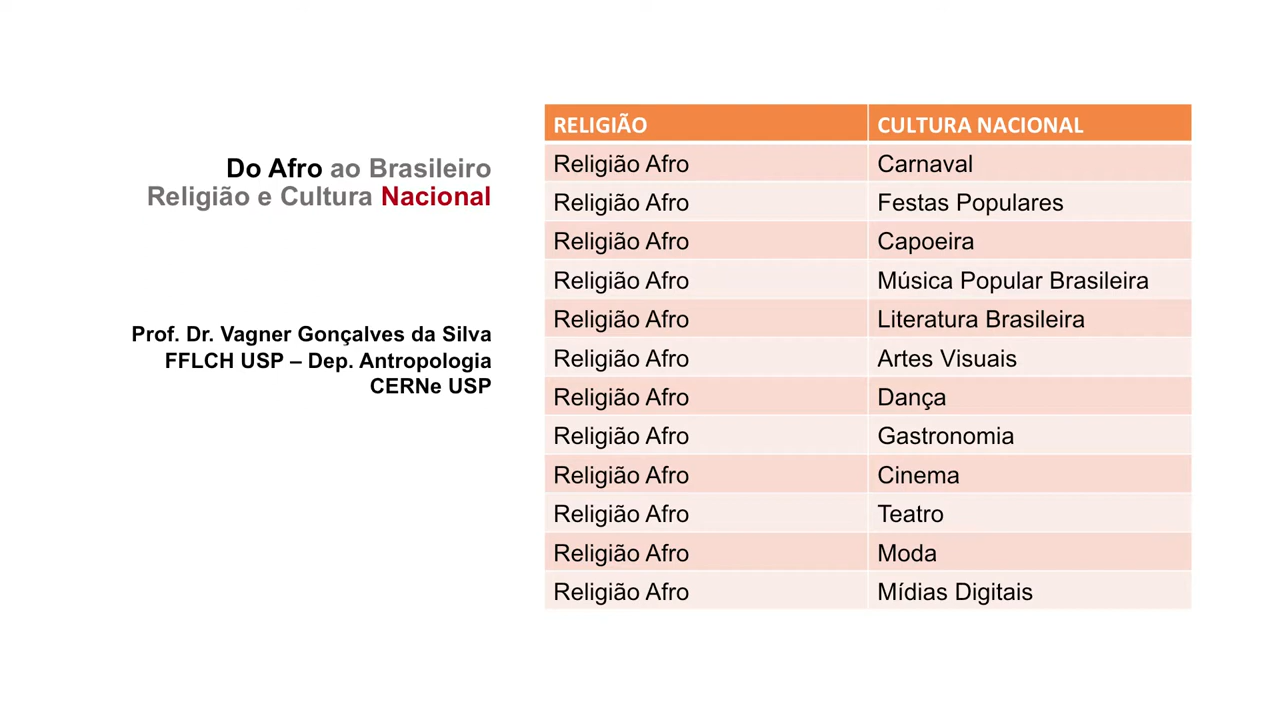 Do Afro ao Brasileiro
Religião e Cultura Nacional
Prof. Dr. Vagner Gonçalves da Silva
FFLCH USP – Dep. Antropologia
CERNe USP
RELIGIÃO CULTURA NACIONAL
Religião Afro Carnaval
Religião Afro Festas Populares
Religião Afro Capoeira
Religião Afro Música Popular Brasileira
Religião Afro Literatura Brasileira
Religião Afro Artes Visuais
Religião Afro Dança
Religião Afro Gastronomia
Religião Afro Cinema
Religião Afro Teatro
Religião Afro Moda
Religião Afro Mídias Digitais